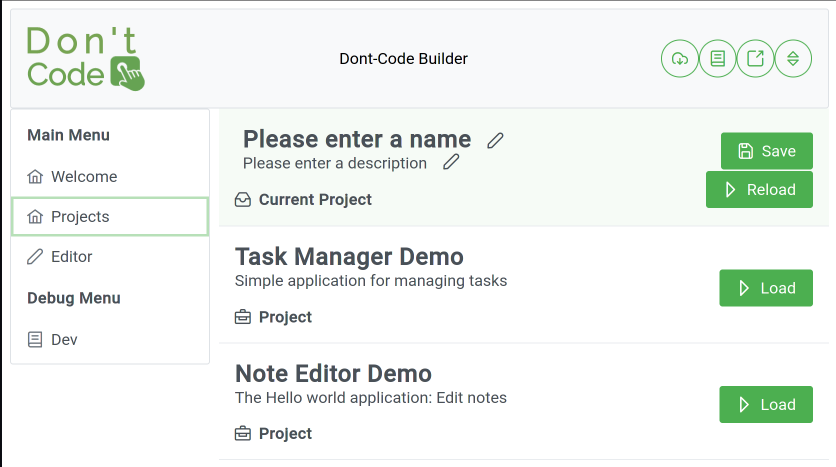 Don't
Code
Dont-Code Builder
Main Menu
Welcome
Projects
Editor
Debug Menu
Dev
Please enter a name
Please enter a description
Current Project
Save
Reload
Task Manager Demo
Simple application for managing tasks
Project
Load
Note Editor Demo
The Hello world application: Edit notes
Project
Load